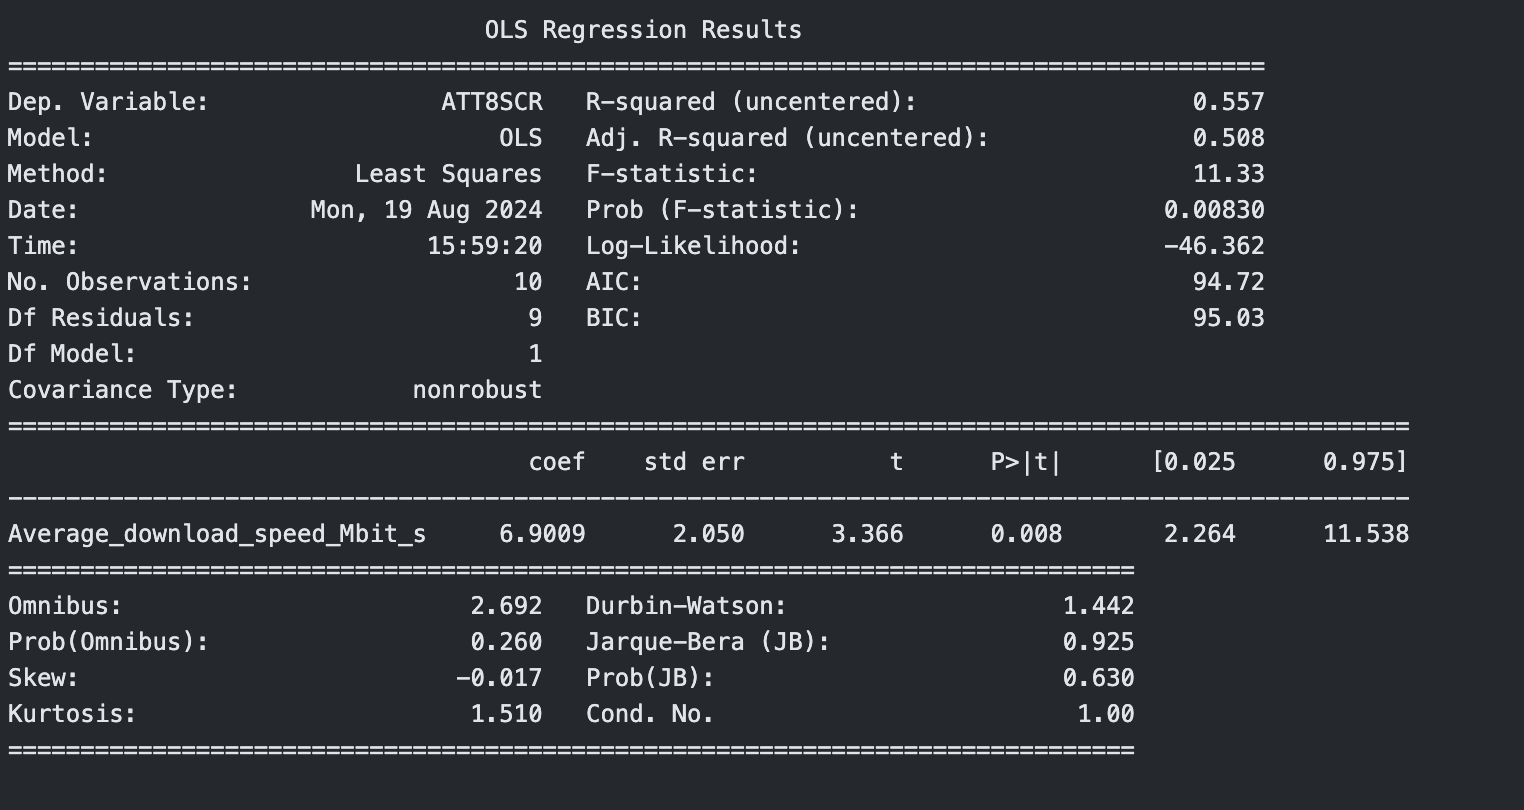 OLS Regression Results
=======================================================================================
Dep. Variable: ATT8SCR R-squared (uncentered): 0.557
Model: OLS Adj. R-squared (uncentered): 0.508
Method: Least Squares F-statistic: 11.33
Date: Mon, 19 Aug 2024 Prob (F-statistic): 0.00830
Time: 15:59:20 Log-Likelihood: -46.362
No. Observations: 10 AIC: 94.72
Df Residuals: 9 BIC: 95.03
Df Model: 1
Covariance Type: nonrobust
=================================================================================================
coef std err t P>|t| [0.025 0.975]
-------------------------------------------------------------------------------------------------
Average_download_speed_Mbit_s 6.9009 2.050 3.366 0.008 2.264 11.538
==============================================================================
Omnibus: 2.692 Durbin-Watson: 1.442
Prob(Omnibus): 0.260 Jarque-Bera (JB): 0.925
Skew: -0.017 Prob(JB): 0.630
Kurtosis: 1.510 Cond. No. 1.00
==============================================================================